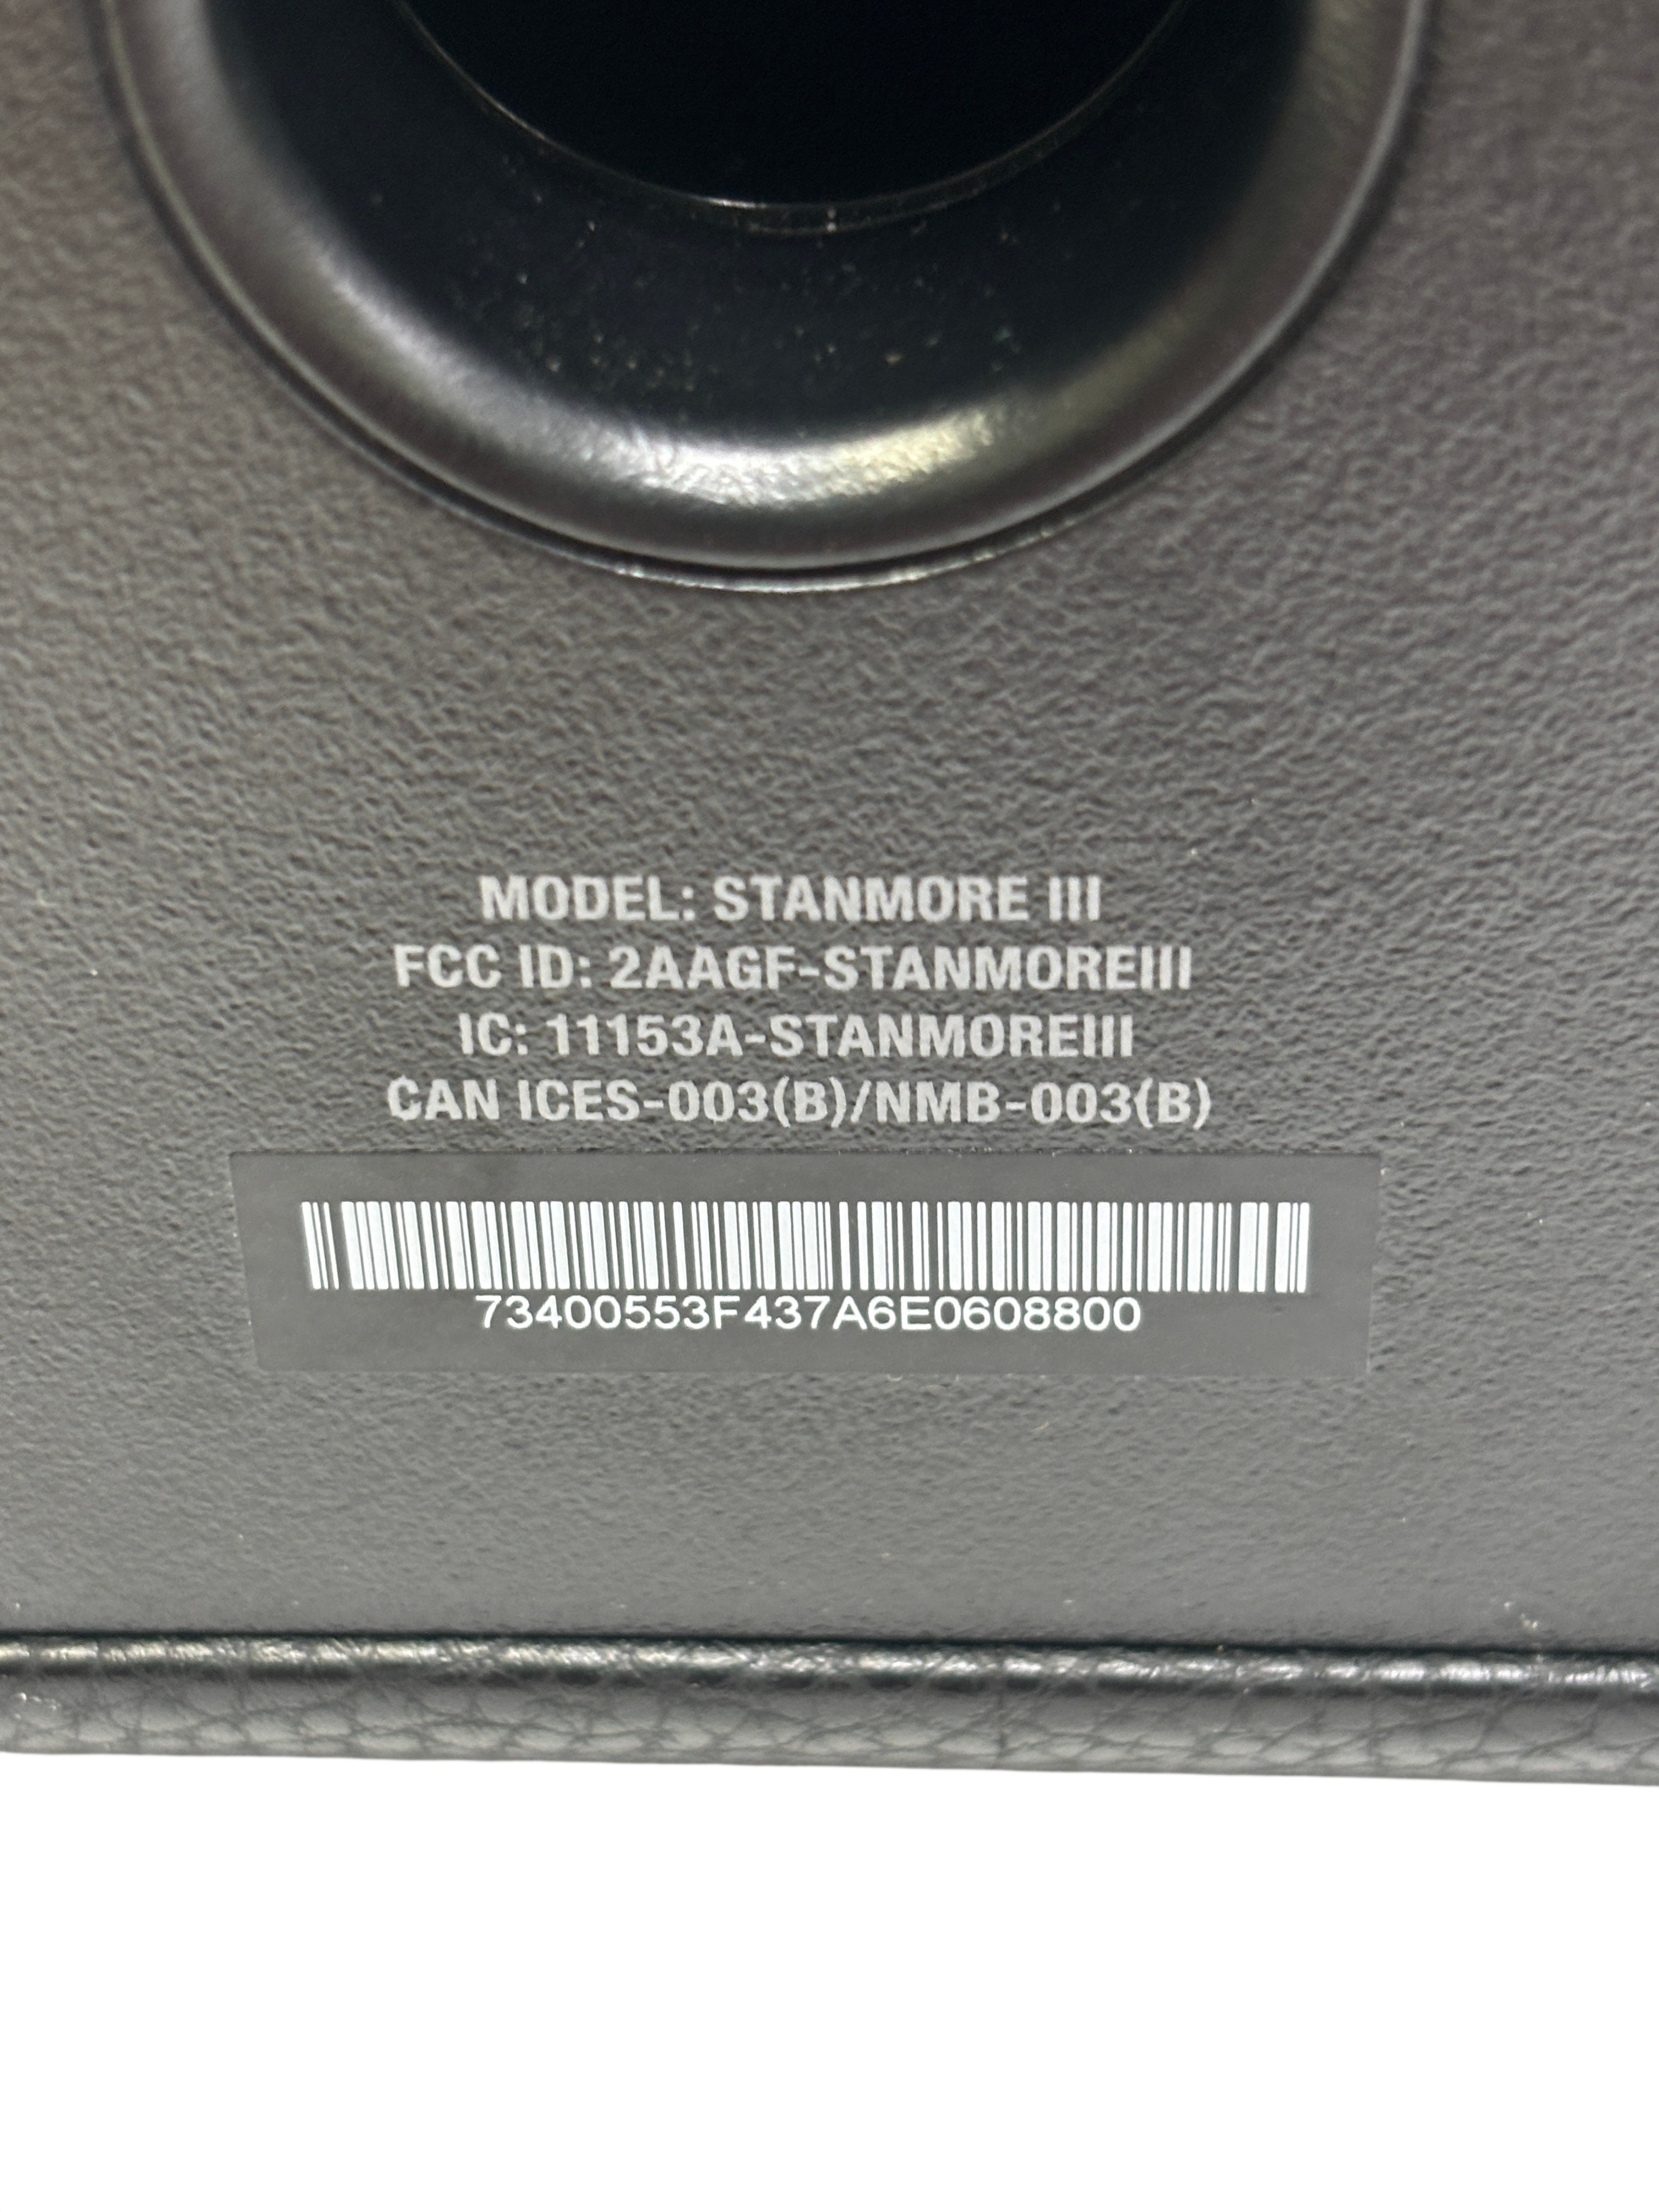 MODEL: STANMORE III
FCC ID: 2AAGF-STANMOREIII
IC: 11153A-STANMOREIII
CAN ICES-003(B)/NMB-003(B)
73400553F437A6E0608800